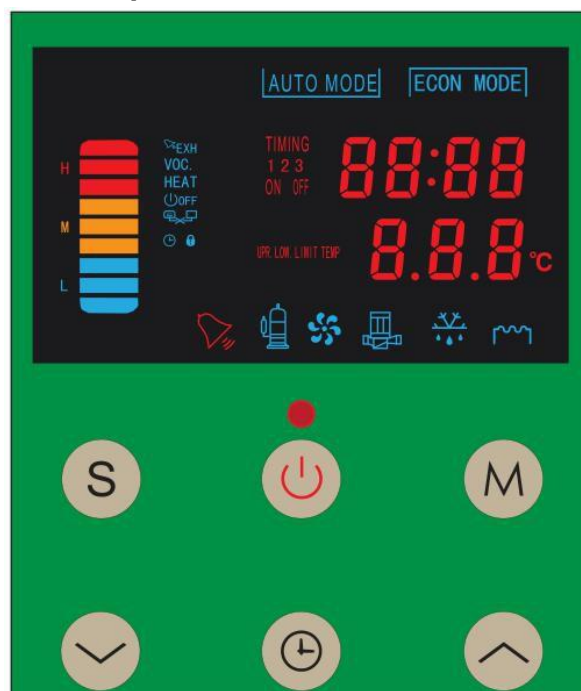 AUTO MODE ECON MODE
EXH
VOC.
HEAT
OFF
TIMING
1 2 3
ON OFF
88:88
H
M
L
UPR. LOW. LIMIT TEMP
8.8.8 °C
S
M